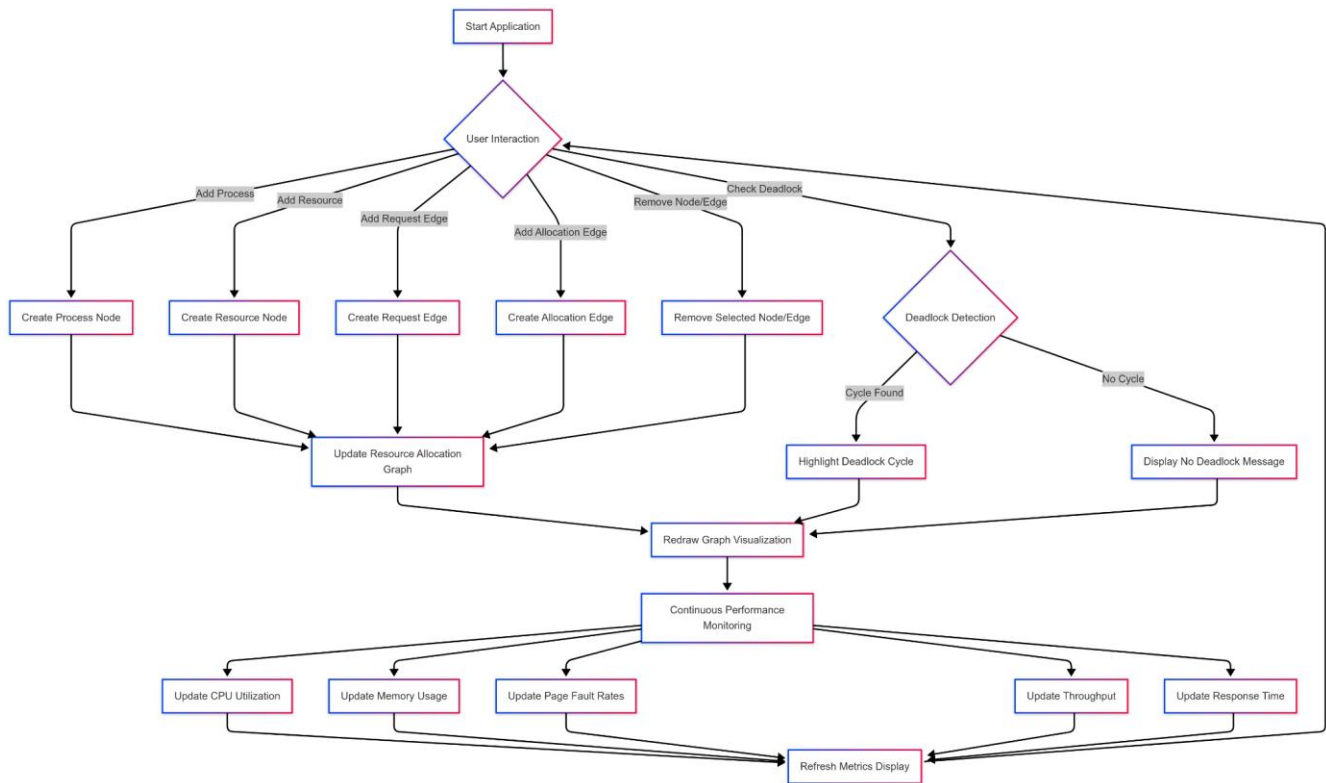 Start Application
User Interaction
Add Process
Add Resource
Add Request Edge
Add Allocation Edge
Remove Node/Edge
Check Deadlock
Create Process Node
Create Resource Node
Create Request Edge
Create Allocation Edge
Remove Selected Node/Edge
Deadlock Detection
Cycle Found
No Cycle
Update Resource Allocation
Graph
Highlight Deadlock Cycle
Display No Deadlock Message
Redraw Graph Visualization
Continuous Performance
Monitoring
Update CPU Utilization
Update Memory Usage
Update Page Fault Rates
Update Throughput
Update Response Time
Refresh Metrics Display